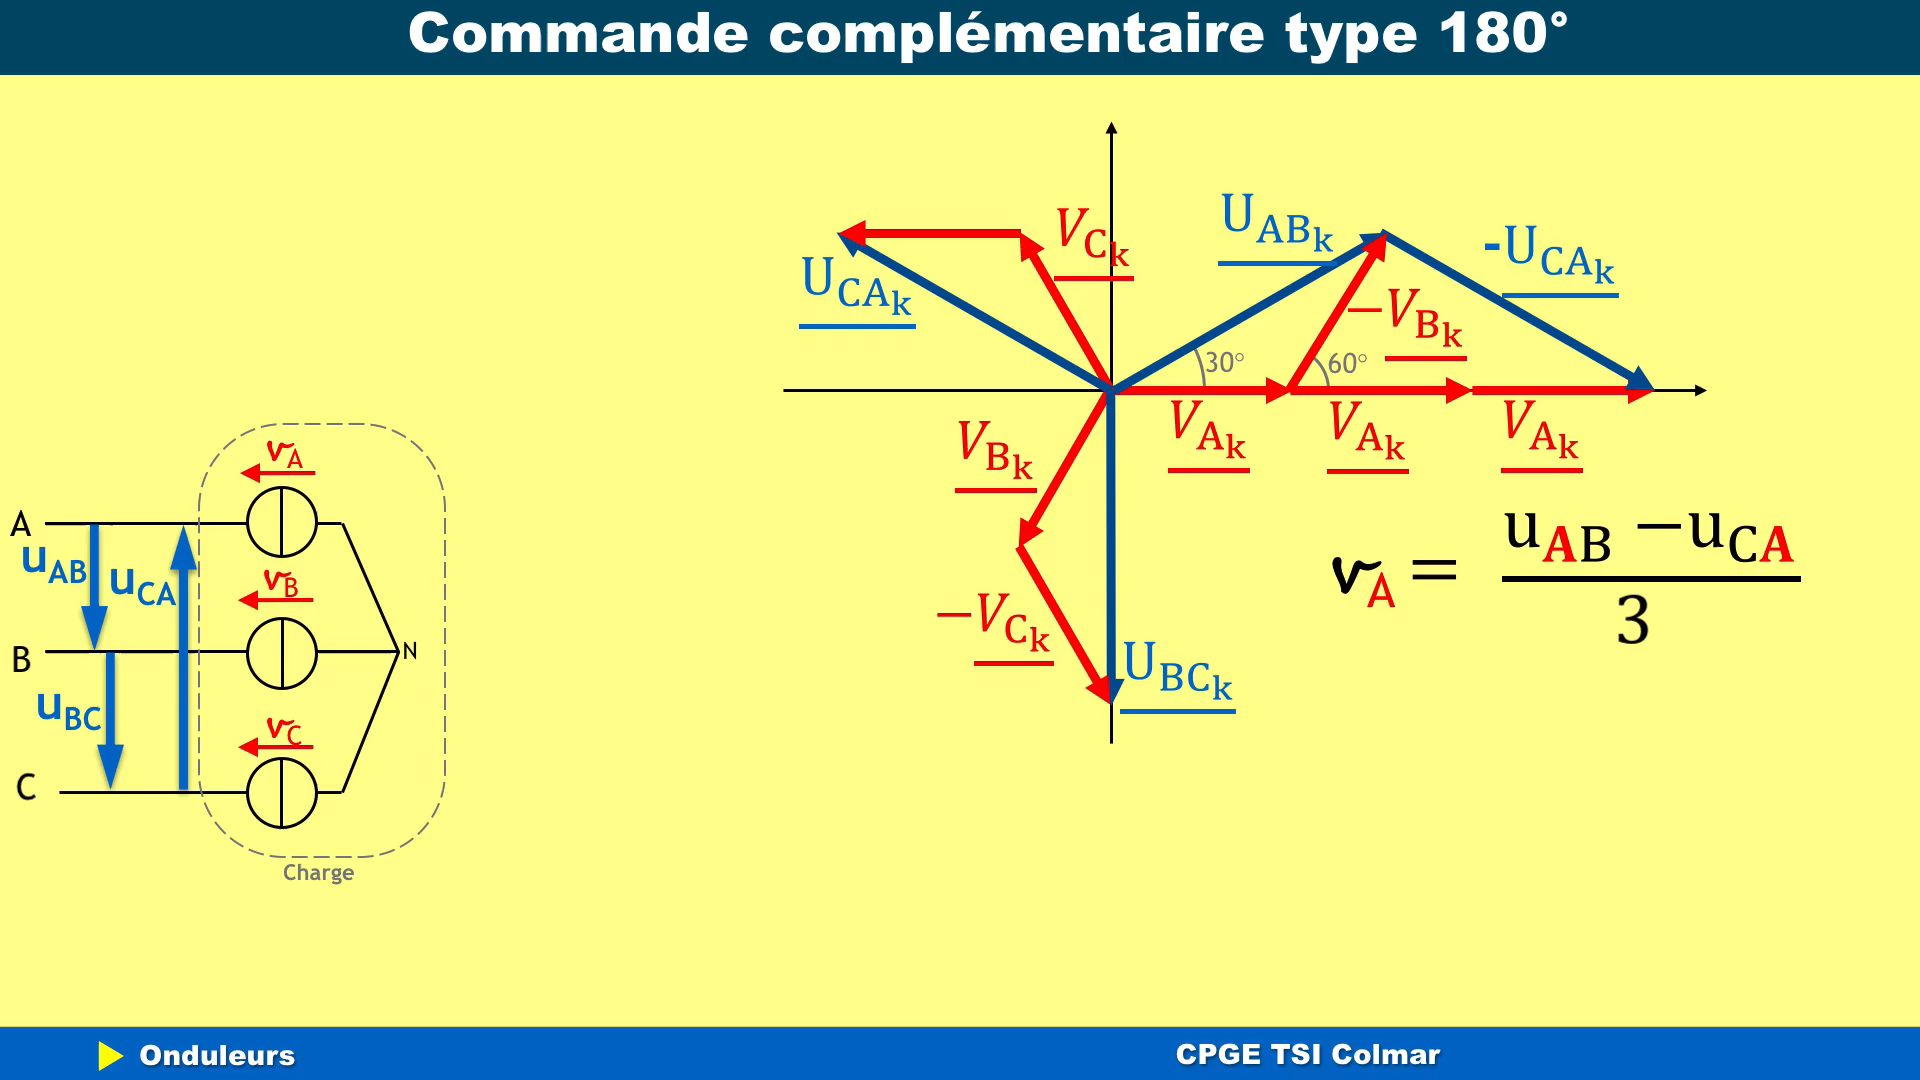 Commande complémentaire type 180°
V_Ck
U_ABk
-U_CAk
U_CAk
−V_Bk
30°
60°
V_Ak
V_Ak
V_Ak
V_Bk
v_A
A
u_AB
u_CA
v_A = (u_AB − u_CA) / 3
v_B
−V_Ck
B
N
U_BCk
u_BC
v_C
C
Charge
Onduleurs
CPGE TSI Colmar